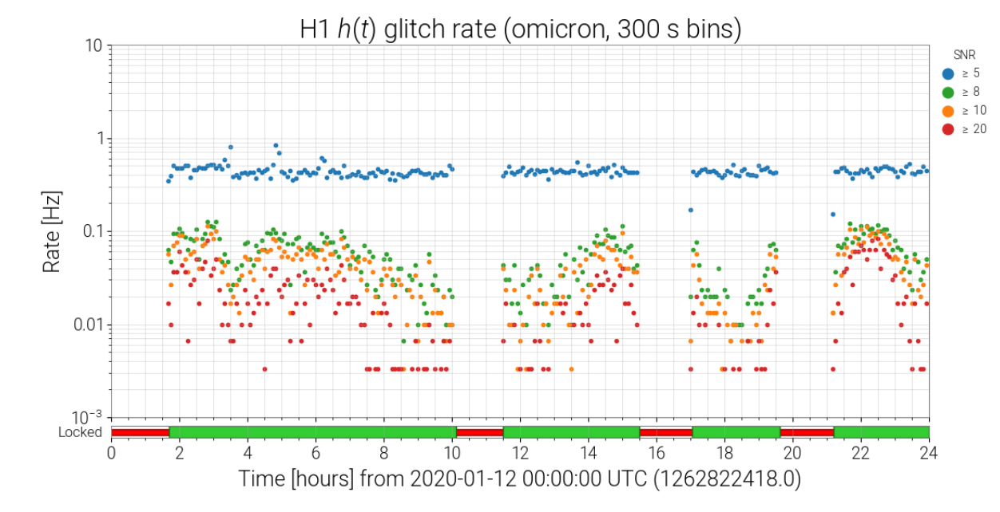 H1 h(t) glitch rate (omicron, 300 s bins)
SNR
≥ 5
≥ 8
≥ 10
≥ 20
Rate [Hz]
10
1
0.1
0.01
10⁻³
Locked
0 2 4 6 8 10 12 14 16 18 20 22 24
Time [hours] from 2020-01-12 00:00:00 UTC (1262822418.0)